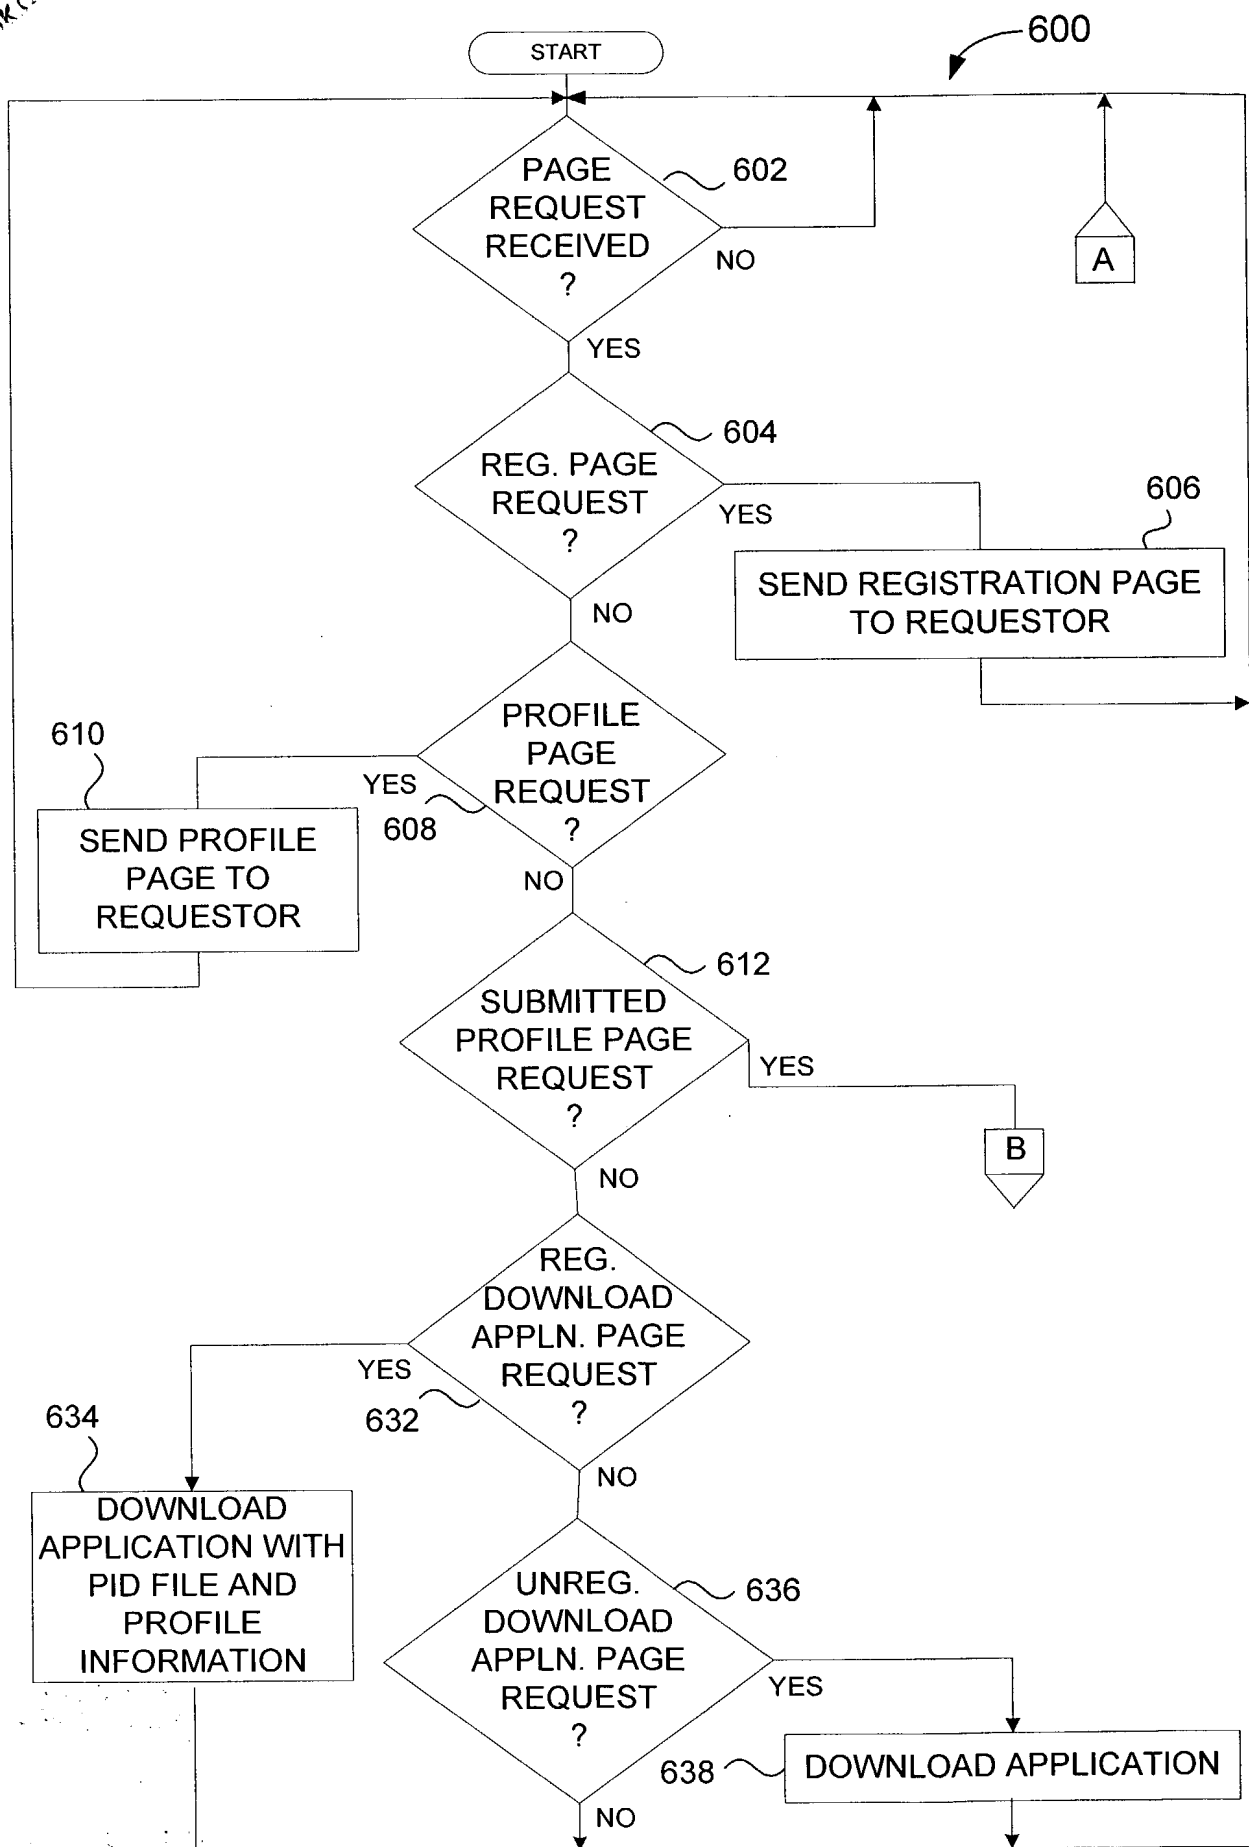 START
600
PAGE
REQUEST
RECEIVED
?
602
NO
A
YES
REG. PAGE
REQUEST
?
604
YES
606
SEND REGISTRATION PAGE
TO REQUESTOR
NO
PROFILE
PAGE
REQUEST
?
YES
608
610
SEND PROFILE
PAGE TO
REQUESTOR
NO
SUBMITTED
PROFILE PAGE
REQUEST
?
612
YES
B
NO
REG.
DOWNLOAD
APPLN. PAGE
REQUEST
?
YES
632
634
DOWNLOAD
APPLICATION WITH
PID FILE AND
PROFILE
INFORMATION
NO
UNREG.
DOWNLOAD
APPLN. PAGE
REQUEST
?
636
YES
638
DOWNLOAD APPLICATION
NO